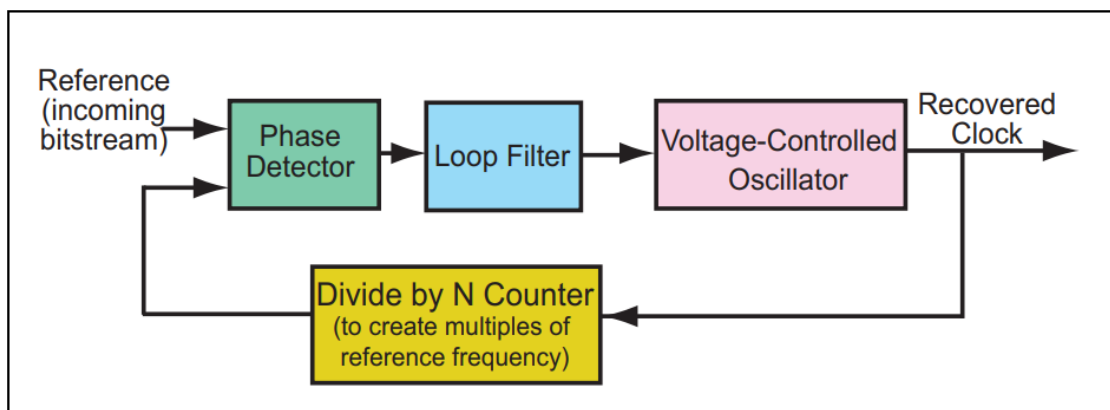 Reference
(incoming
bitstream)
Phase
Detector
Loop Filter
Voltage-Controlled
Oscillator
Recovered
Clock
Divide by N Counter
(to create multiples of
reference frequency)